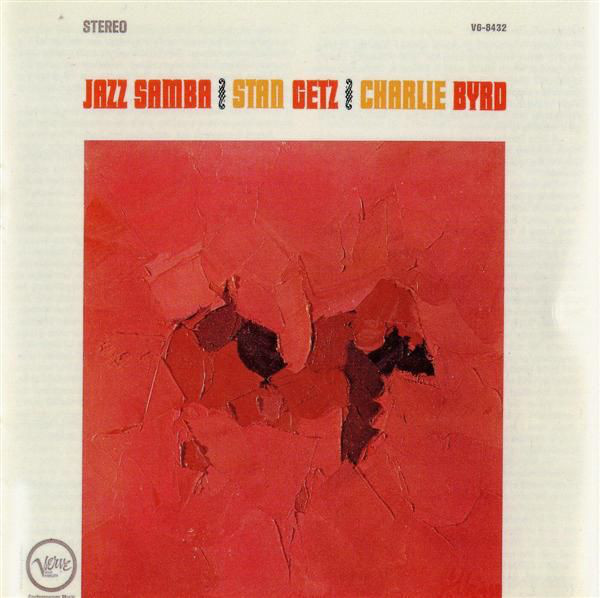 STEREO
V6-8432
JAZZ SAMBA STAN GETZ CHARLIE BYRD
Verve